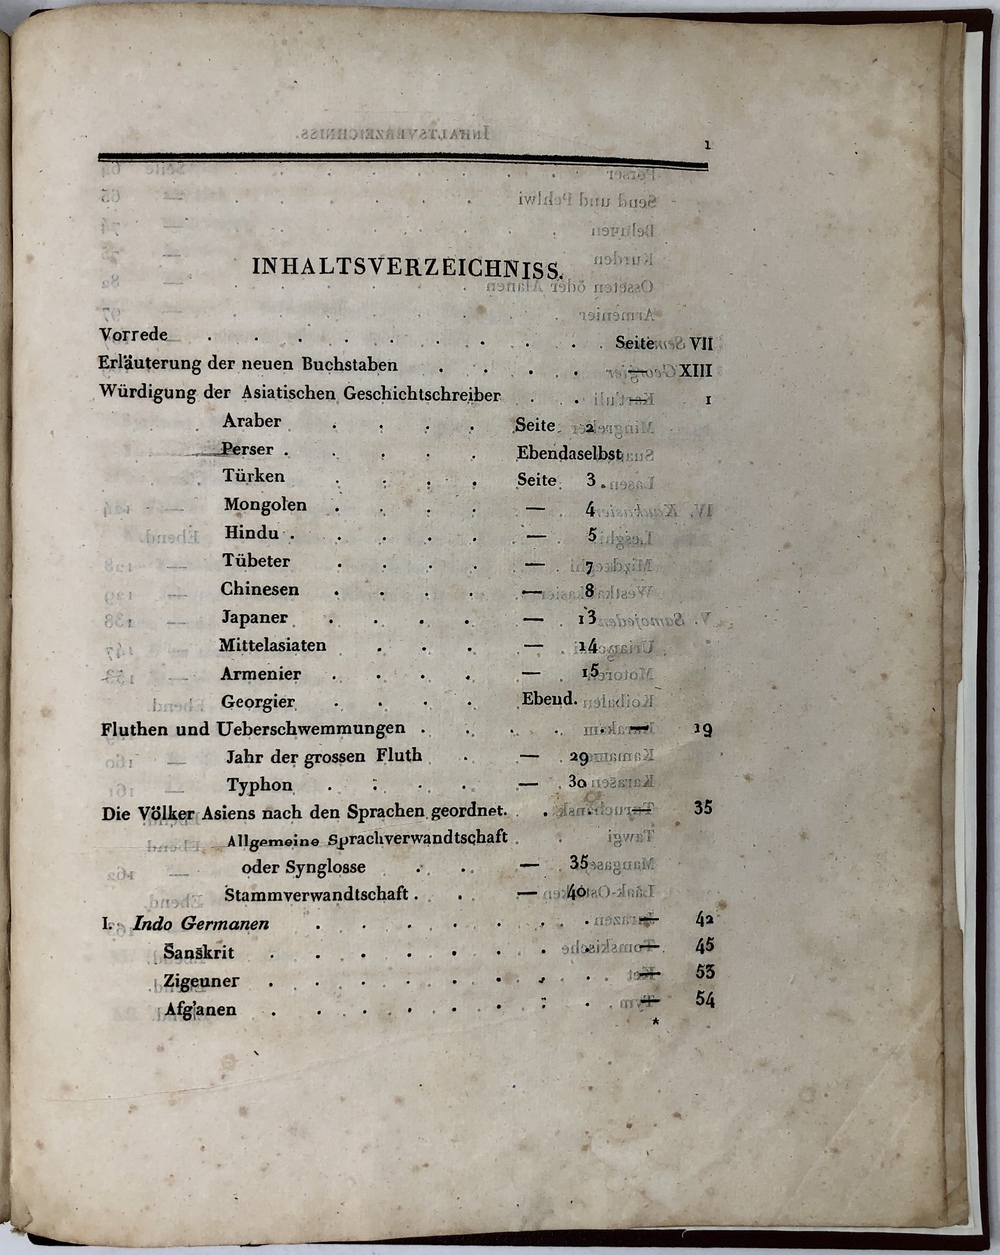 1
INHALTSVERZEICHNISS.
Vorrede . . . . . . . . . . Seite VII
Erläuterung der neuen Buchstaben . . . . — XIII
Würdigung der Asiatischen Geschichtschreiber . . — 1
Araber . . . . Seite 2
Perser . . . . Ebendaselbst
Türken . . . . Seite 3
Mongolen . . . . — 4
Hindu . . . . . — 5
Tübeter . . . . — 7
Chinesen . . . . — 8
Japaner . . . . — 13
Mittelasiaten . . . — 14
Armenier . . . . — 15
Georgier . . . . Ebend.
Fluthen und Ueberschwemmungen . . . . . — 19
Jahr der grossen Fluth . — 29
Typhon . . . . — 30
Die Völker Asiens nach den Sprachen geordnet. . . — 35
Allgemeine Sprachverwandtschaft
oder Synglosse . . — 35
Stammverwandtschaft . . — 40
I. Indo Germanen . . . . . . . — 42
Sanskrit . . . . . . . . — 45
Zigeuner . . . . . . . . — 53
Afg'anen . . . . . . . . — 54
*